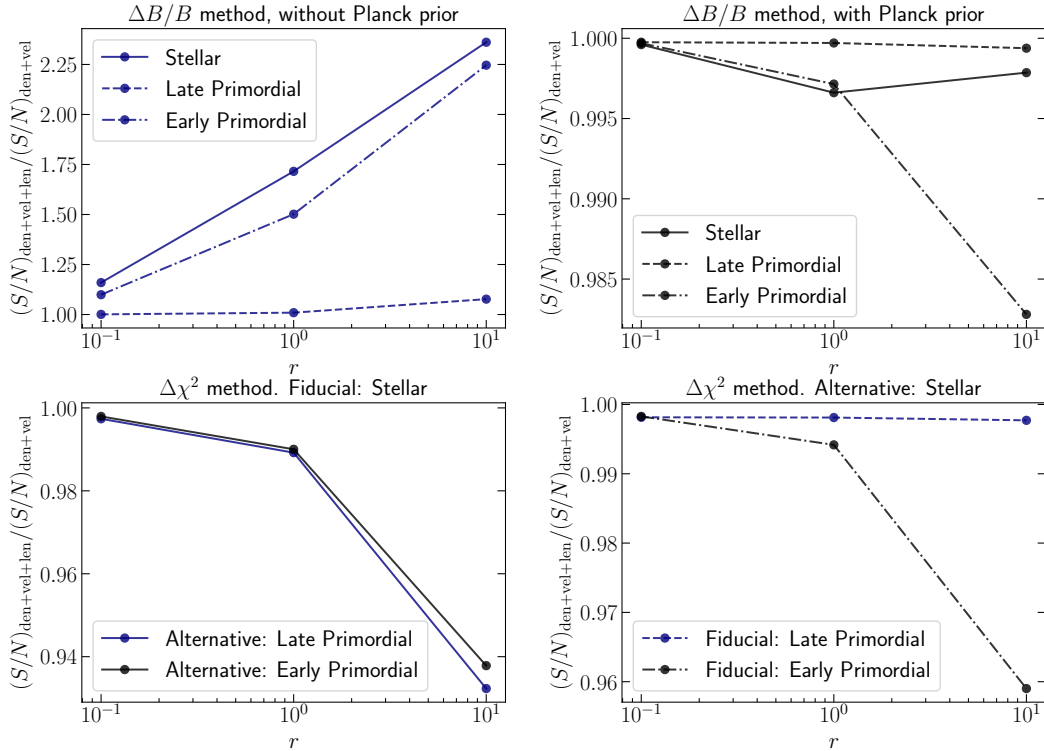 ΔB/B method, without Planck prior
(S/N)den+vel+len/(S/N)den+vel
2.25
2.00
1.75
1.50
1.25
1.00
Stellar
Late Primordial
Early Primordial
10⁻¹ 10⁰ 10¹
r
ΔB/B method, with Planck prior
(S/N)den+vel+len/(S/N)den+vel
1.000
0.995
0.990
0.985
Stellar
Late Primordial
Early Primordial
10⁻¹ 10⁰ 10¹
r
Δχ² method. Fiducial: Stellar
(S/N)den+vel+len/(S/N)den+vel
1.00
0.98
0.96
0.94
Alternative: Late Primordial
Alternative: Early Primordial
10⁻¹ 10⁰ 10¹
r
Δχ² method. Alternative: Stellar
(S/N)den+vel+len/(S/N)den+vel
1.00
0.99
0.98
0.97
0.96
Fiducial: Late Primordial
Fiducial: Early Primordial
10⁻¹ 10⁰ 10¹
r